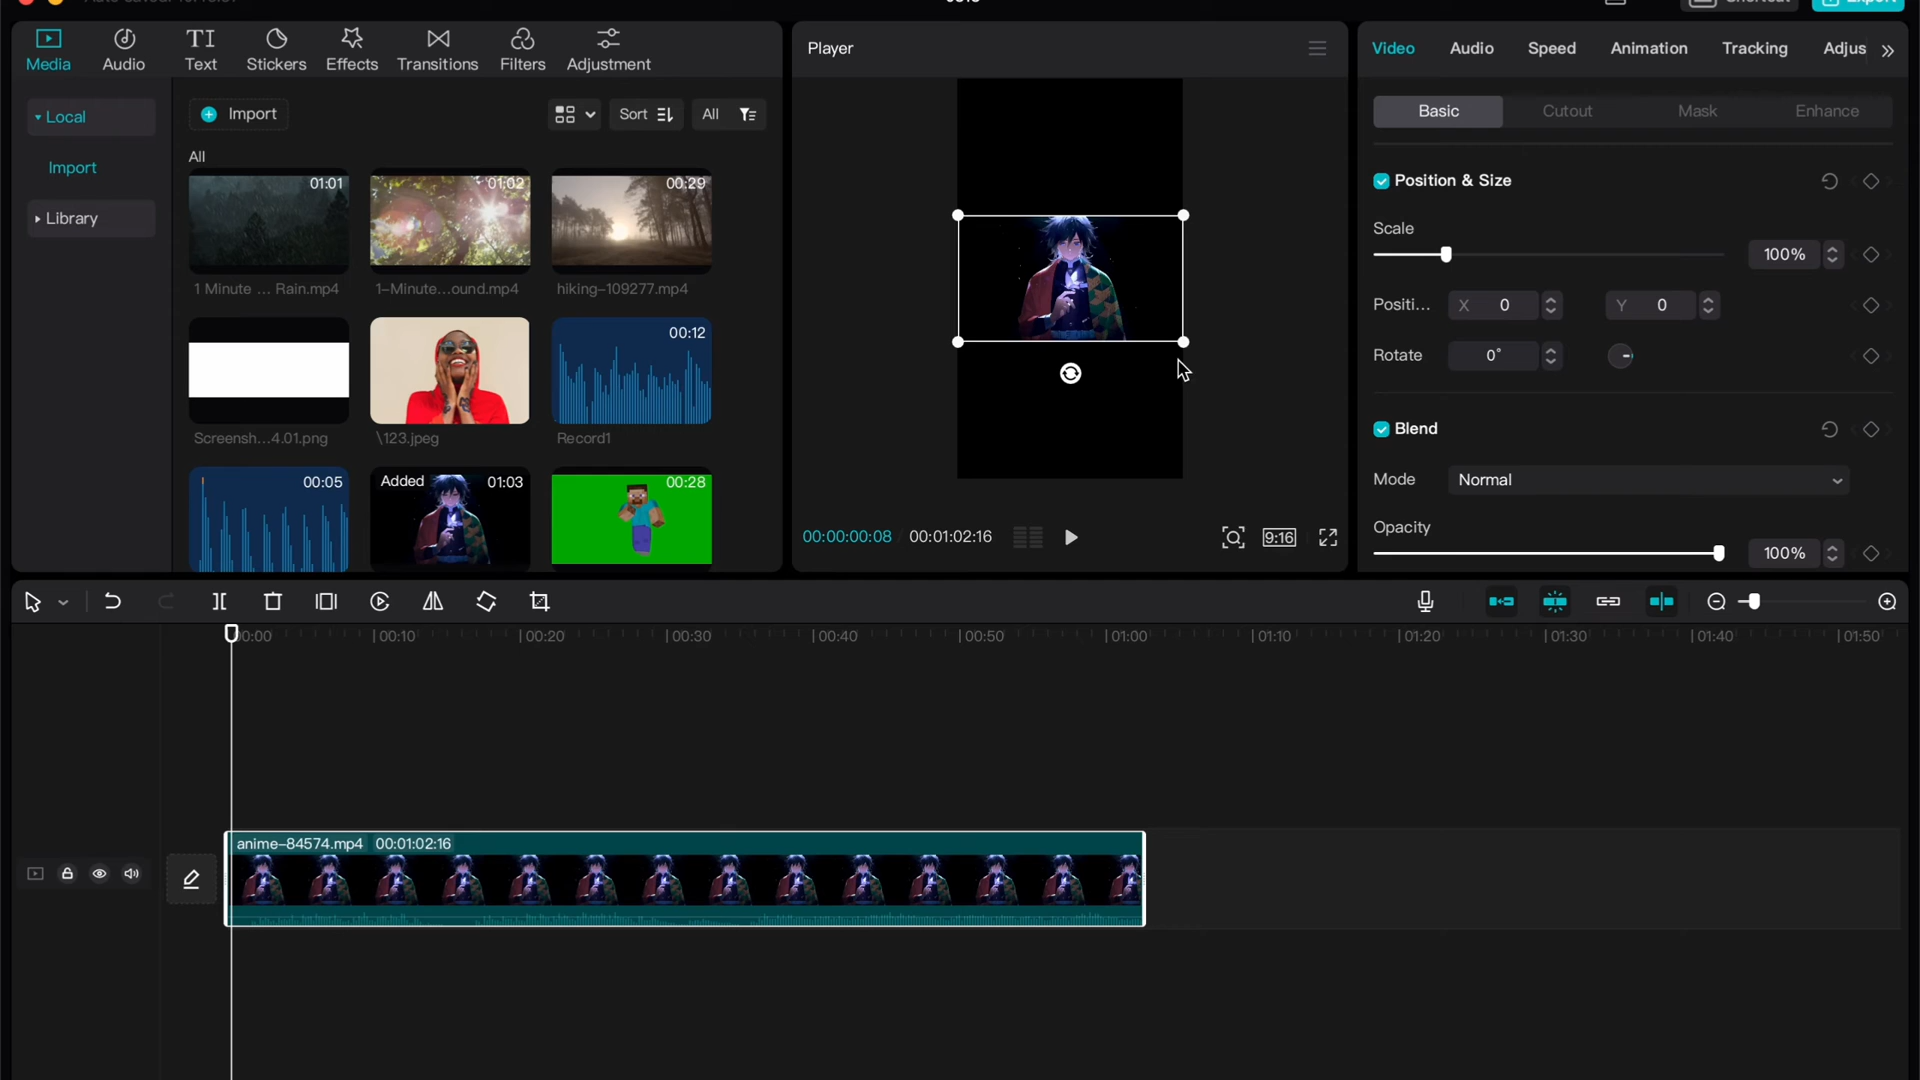 Media
Audio
Text
Stickers
Effects
Transitions
Filters
Adjustment
Local
Import
Library
Import
Sort
All
All
01:01
01:02
00:29
1 Minute ... Rain.mp4
1-Minute...ound.mp4
hiking-109277.mp4
00:12
Screensh...4.01.png
\123.jpeg
Record1
00:05
Added
01:03
00:28
Player
00:00:00:08
00:01:02:16
9:16
Export
Video
Audio
Speed
Animation
Tracking
Adjus
Basic
Cutout
Mask
Enhance
Position & Size
Scale
100%
Positi...
X 0
Y 0
Rotate
0°
Blend
Mode
Normal
Opacity
100%
00:00
00:10
00:20
00:30
00:40
00:50
01:00
01:10
01:20
01:30
01:40
01:50
anime-84574.mp4 00:01:02:16